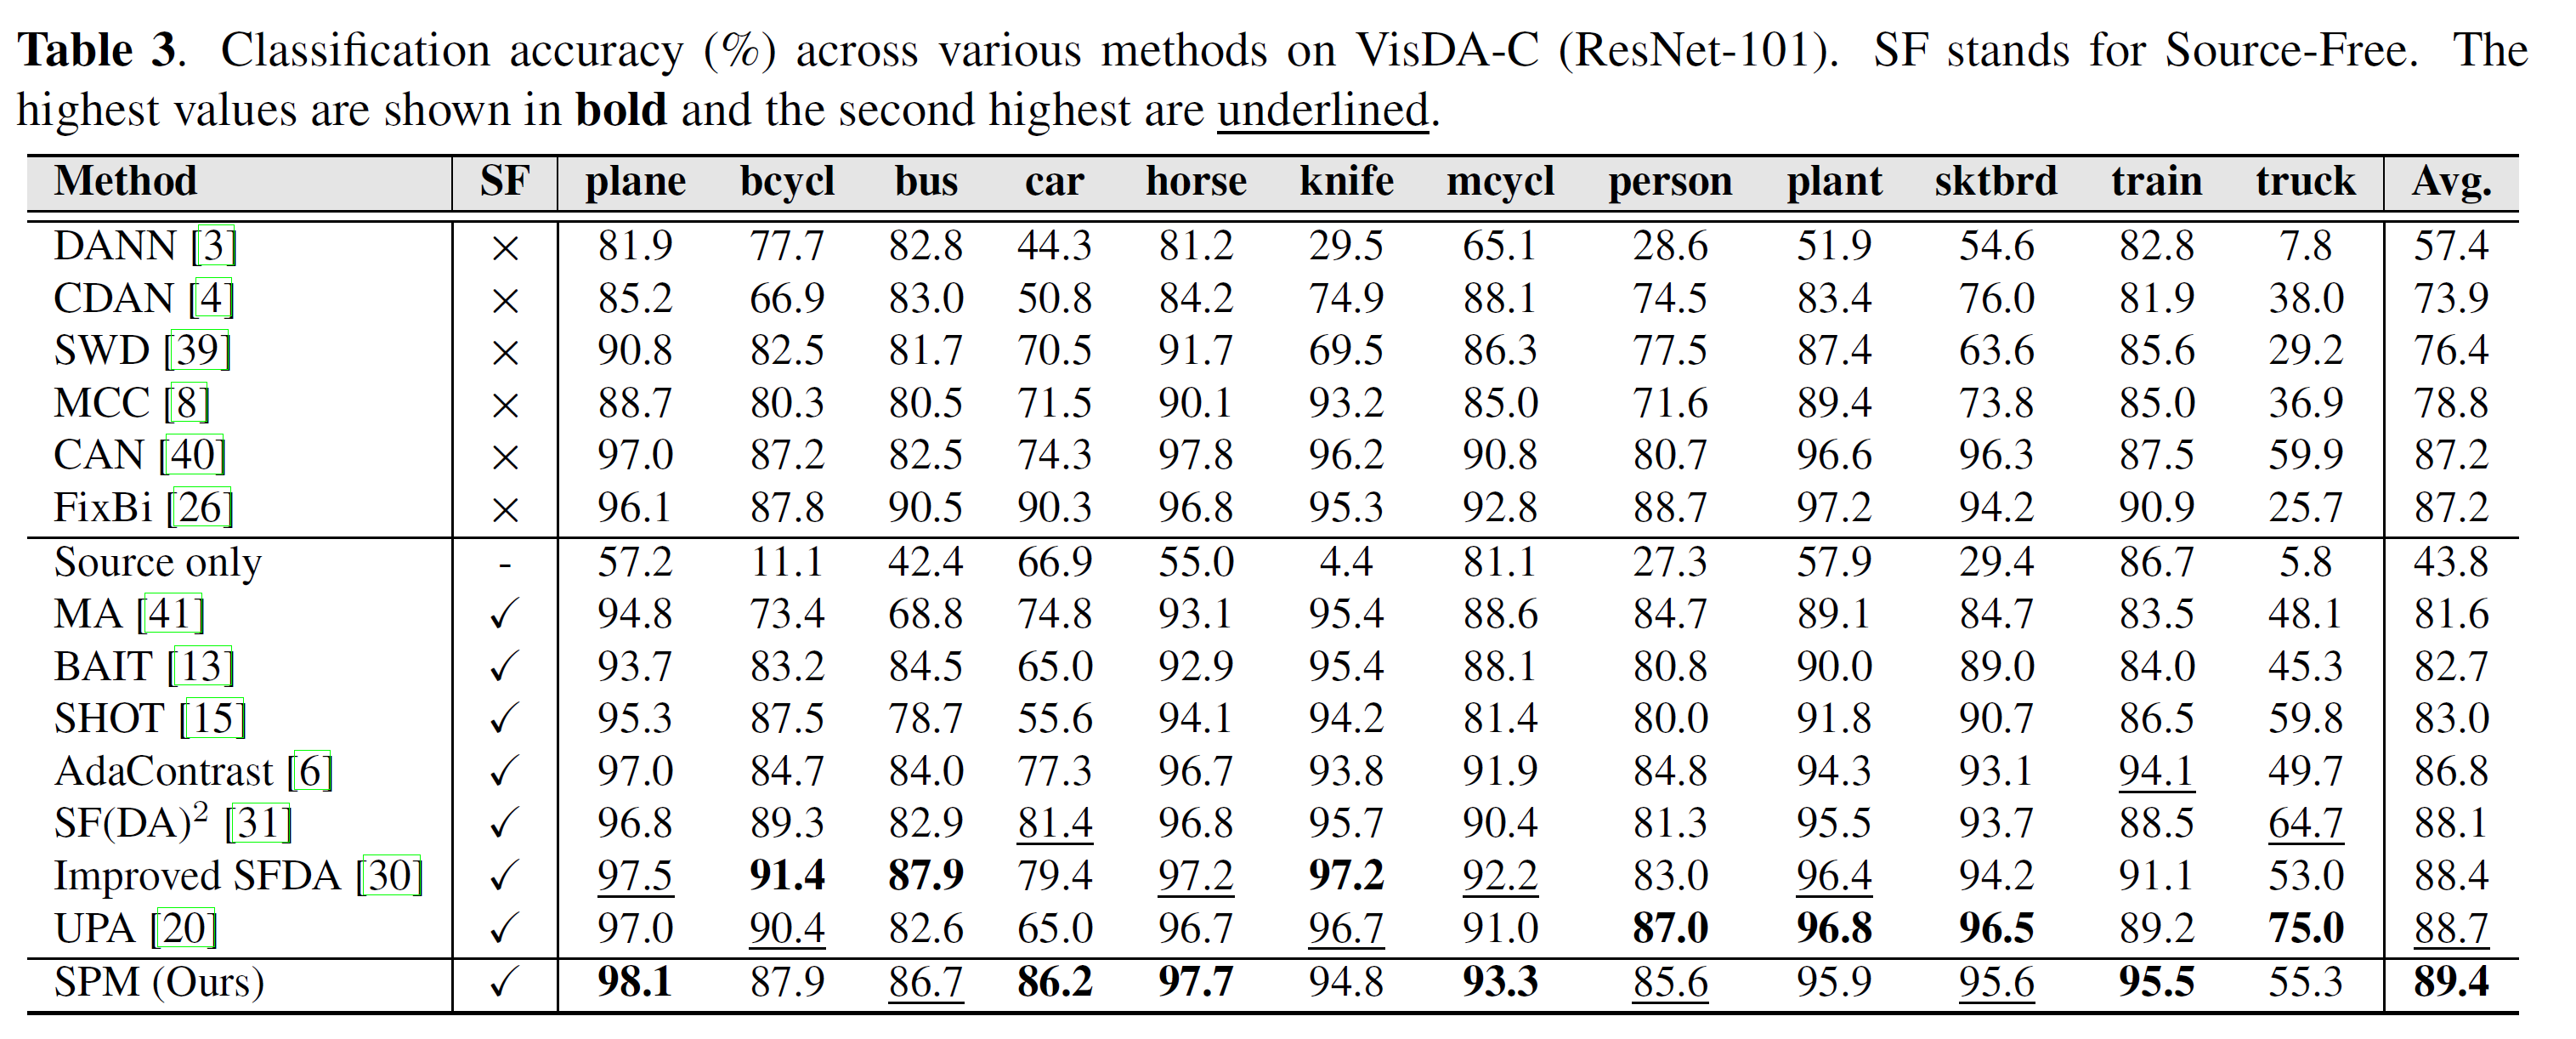 Table 3. Classification accuracy (%) across various methods on VisDA-C (ResNet-101). SF stands for Source-Free. The
highest values are shown in bold and the second highest are underlined.
Method SF plane bcycl bus car horse knife mcycl person plant sktbrd train truck Avg.
DANN [3] × 81.9 77.7 82.8 44.3 81.2 29.5 65.1 28.6 51.9 54.6 82.8 7.8 57.4
CDAN [4] × 85.2 66.9 83.0 50.8 84.2 74.9 88.1 74.5 83.4 76.0 81.9 38.0 73.9
SWD [39] × 90.8 82.5 81.7 70.5 91.7 69.5 86.3 77.5 87.4 63.6 85.6 29.2 76.4
MCC [8] × 88.7 80.3 80.5 71.5 90.1 93.2 85.0 71.6 89.4 73.8 85.0 36.9 78.8
CAN [40] × 97.0 87.2 82.5 74.3 97.8 96.2 90.8 80.7 96.6 96.3 87.5 59.9 87.2
FixBi [26] × 96.1 87.8 90.5 90.3 96.8 95.3 92.8 88.7 97.2 94.2 90.9 25.7 87.2
Source only - 57.2 11.1 42.4 66.9 55.0 4.4 81.1 27.3 57.9 29.4 86.7 5.8 43.8
MA [41] ✓ 94.8 73.4 68.8 74.8 93.1 95.4 88.6 84.7 89.1 84.7 83.5 48.1 81.6
BAIT [13] ✓ 93.7 83.2 84.5 65.0 92.9 95.4 88.1 80.8 90.0 89.0 84.0 45.3 82.7
SHOT [15] ✓ 95.3 87.5 78.7 55.6 94.1 94.2 81.4 80.0 91.8 90.7 86.5 59.8 83.0
AdaContrast [6] ✓ 97.0 84.7 84.0 77.3 96.7 93.8 91.9 84.8 94.3 93.1 94.1 49.7 86.8
SF(DA)² [31] ✓ 96.8 89.3 82.9 81.4 96.8 95.7 90.4 81.3 95.5 93.7 88.5 64.7 88.1
Improved SFDA [30] ✓ 97.5 91.4 87.9 79.4 97.2 97.2 92.2 83.0 96.4 94.2 91.1 53.0 88.4
UPA [20] ✓ 97.0 90.4 82.6 65.0 96.7 96.7 91.0 87.0 96.8 96.5 89.2 75.0 88.7
SPM (Ours) ✓ 98.1 87.9 86.7 86.2 97.7 94.8 93.3 85.6 95.9 95.6 95.5 55.3 89.4